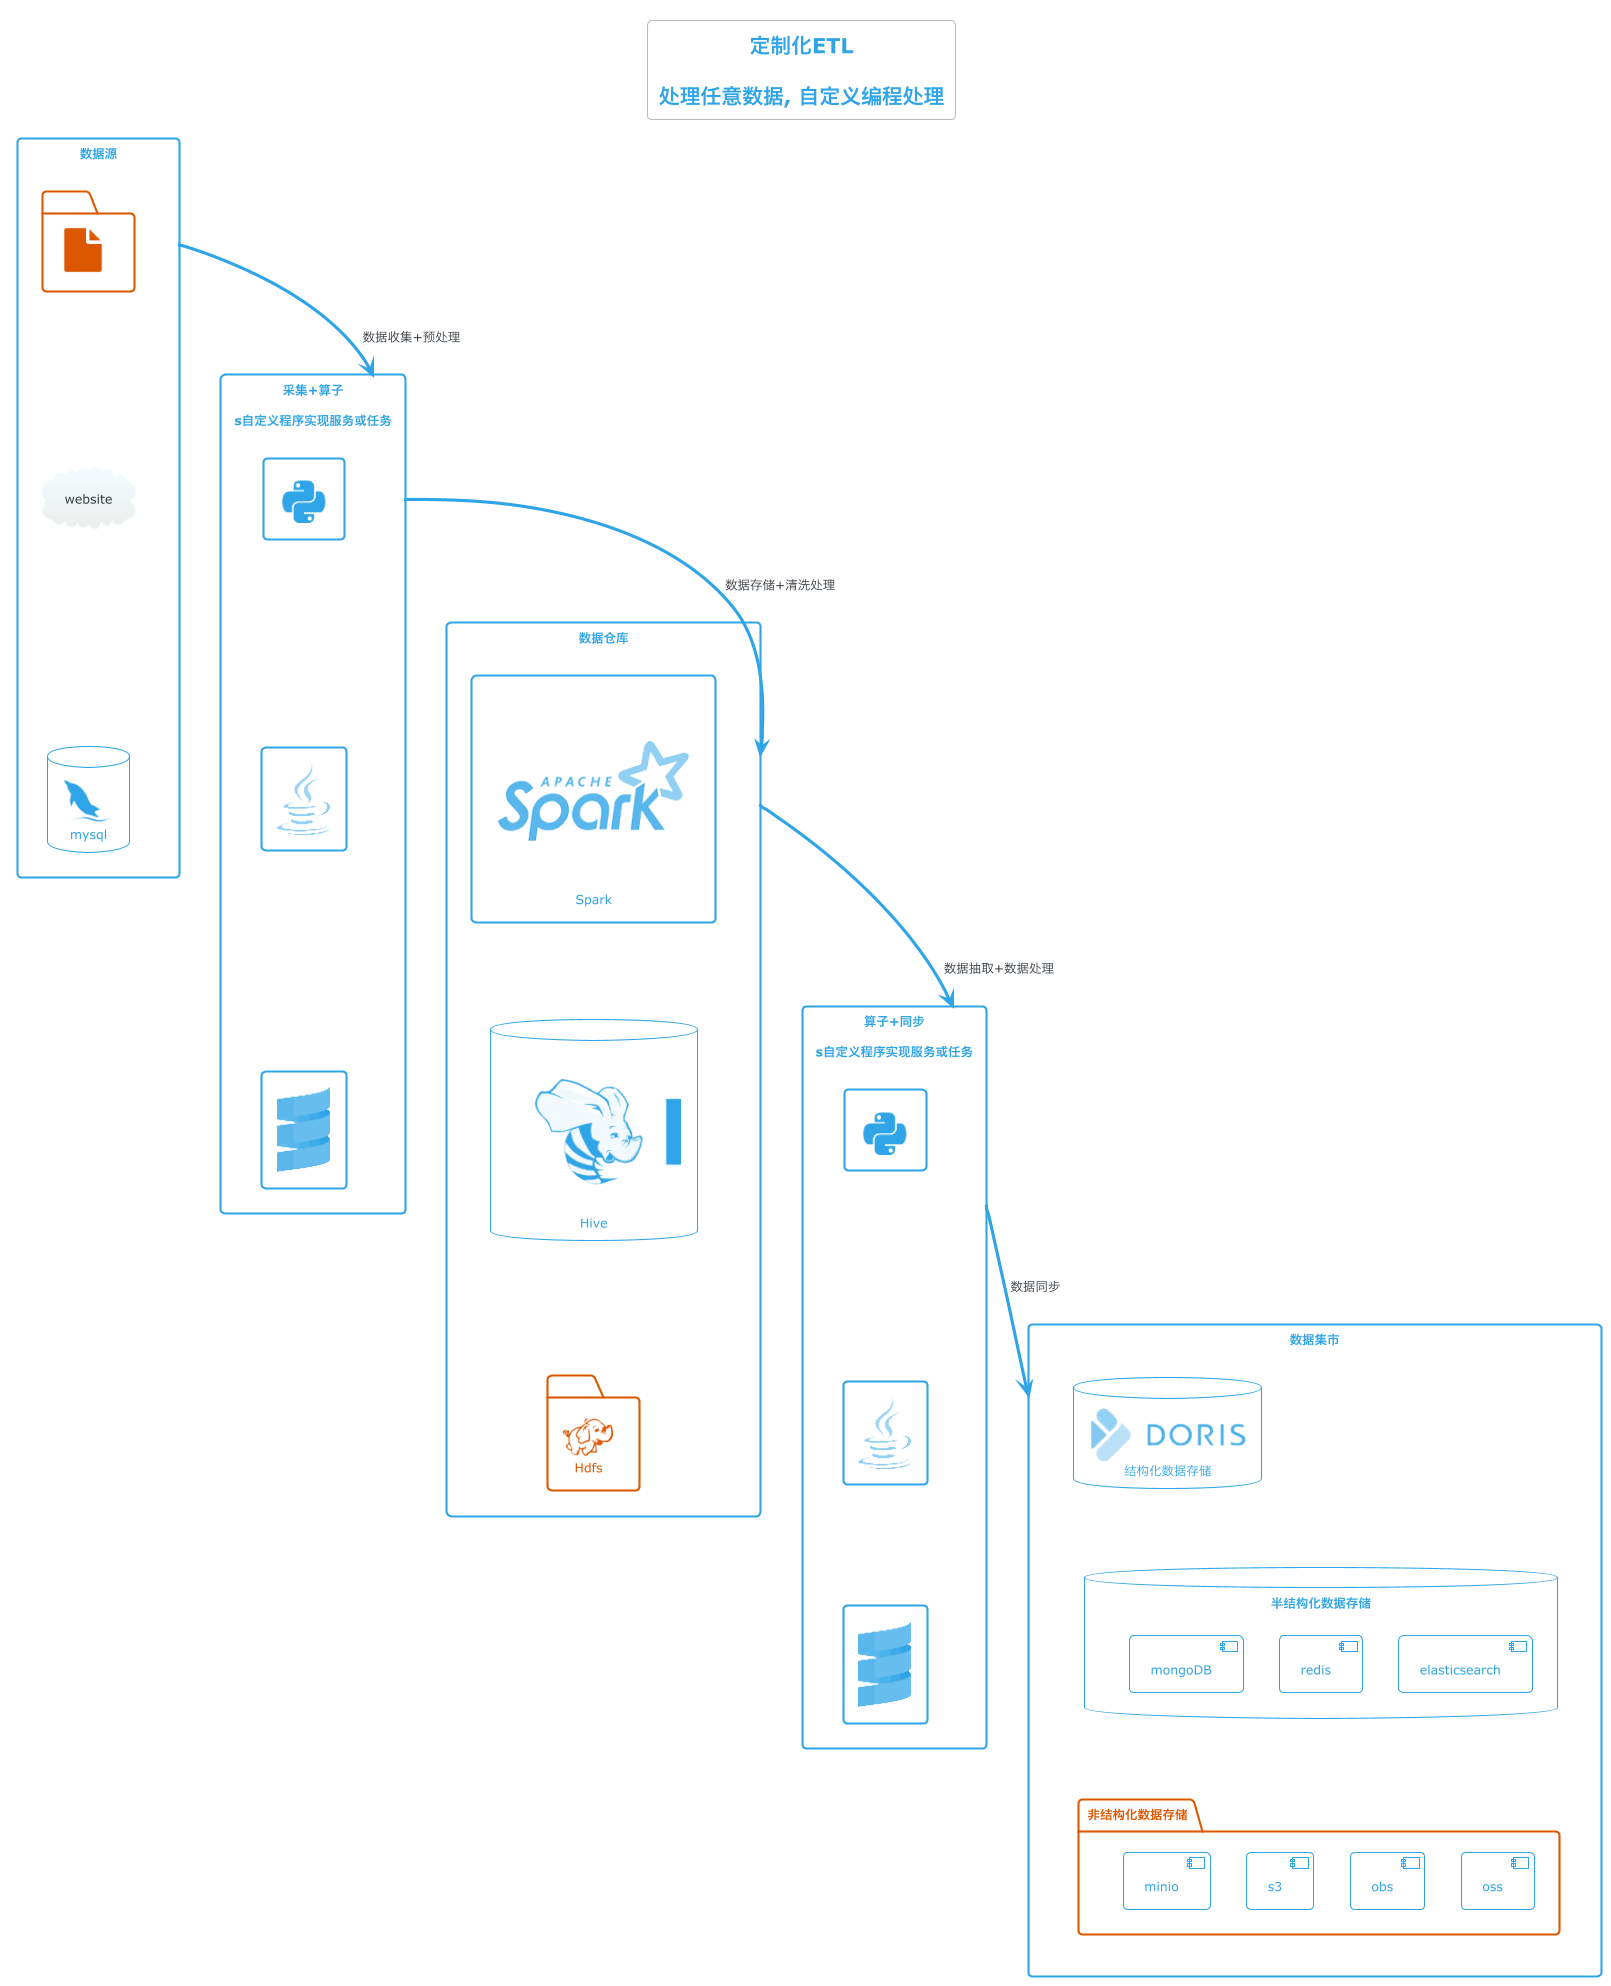 定制化ETL
处理任意数据, 自定义编程处理
数据源
website
mysql
数据收集+预处理
采集+算子
s自定义程序实现服务或任务
数据存储+清洗处理
数据仓库
APACHE
Spark
Spark
Hive
Hdfs
数据抽取+数据处理
算子+同步
s自定义程序实现服务或任务
数据同步
数据集市
DORIS
结构化数据存储
半结构化数据存储
mongoDB
redis
elasticsearch
非结构化数据存储
minio
s3
obs
oss